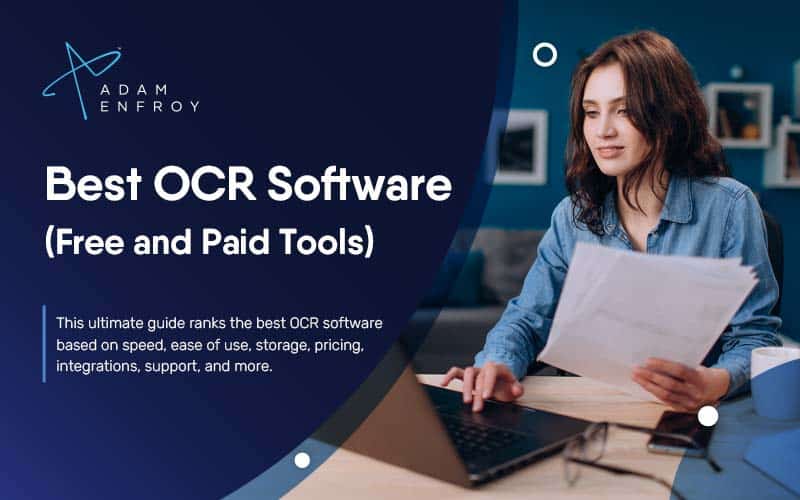 ADAM
ENFROY
Best OCR Software
(Free and Paid Tools)
This ultimate guide ranks the best OCR software
based on speed, ease of use, storage, pricing,
integrations, support, and more.